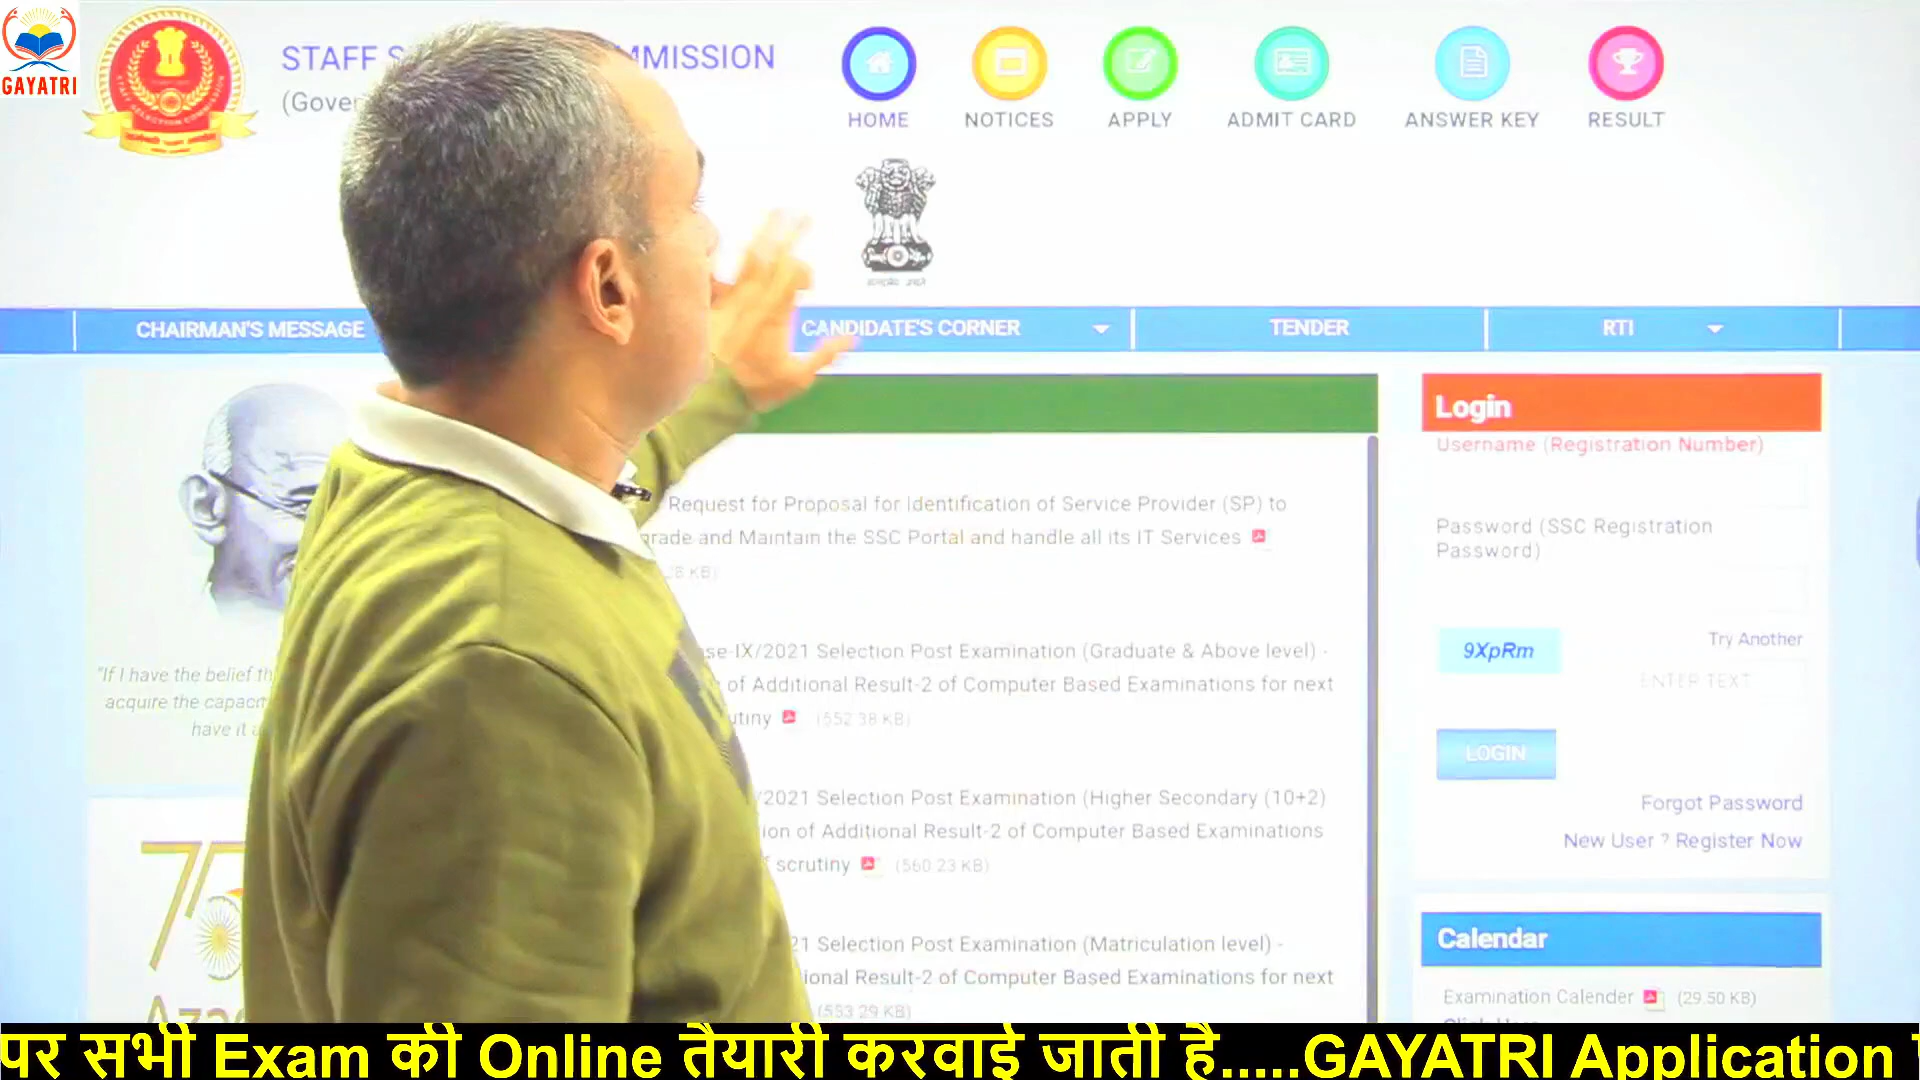 GAYATRI
STAFF S MMISSION
(Gover
HOME
NOTICES
APPLY
ADMIT CARD
ANSWER KEY
RESULT
CHAIRMAN'S MESSAGE
CANDIDATE'S CORNER
TENDER
RTI
Request for Proposal for Identification of Service Provider (SP) to
grade and Maintain the SSC Portal and handle all its IT Services
28 KB)
se-IX/2021 Selection Post Examination (Graduate & Above level) -
of Additional Result-2 of Computer Based Examinations for next
utiny (552.38 KB)
/2021 Selection Post Examination (Higher Secondary (10+2)
ion of Additional Result-2 of Computer Based Examinations
f scrutiny (560.23 KB)
21 Selection Post Examination (Matriculation level) -
ional Result-2 of Computer Based Examinations for next
(553.29 KB)
Login
Username (Registration Number)
Password (SSC Registration
Password)
9XpRm
Try Another
ENTER TEXT
LOGIN
Forgot Password
New User ? Register Now
Calendar
Examination Calender (29.50 KB)
"If I have the belief th
acquire the capacit
have it a
75
पर सभी Exam की Online तैयारी करवाई जाती है.....GAYATRI Application